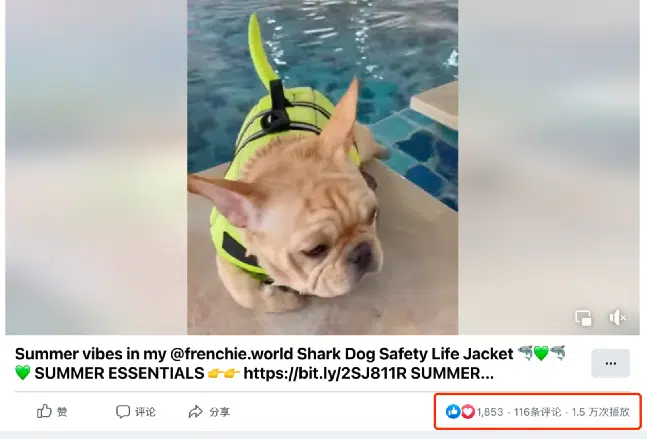 Summer vibes in my @frenchie.world Shark Dog Safety Life Jacket 🦈💚🦈
💚 SUMMER ESSENTIALS 👉👉 https://bit.ly/2SJ811R SUMMER...
...
赞 评论 分享 1,853 · 116条评论 · 1.5 万次播放